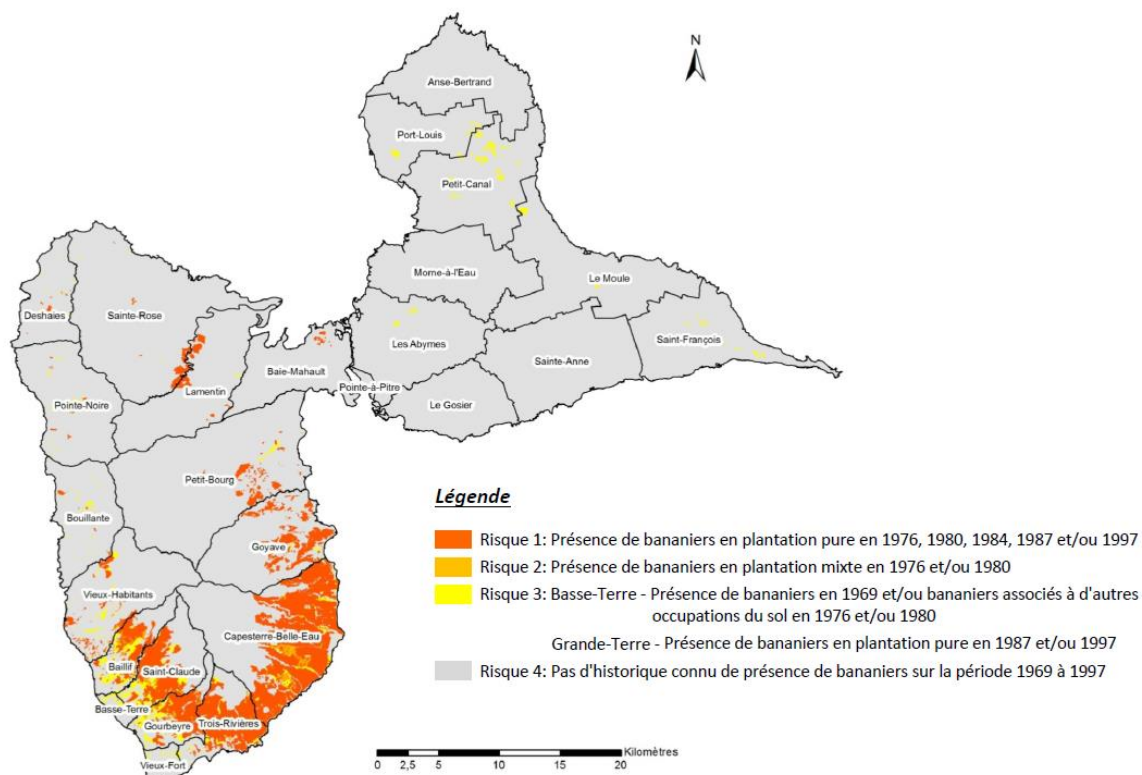 N
Anse-Bertrand
Port-Louis
Petit-Canal
Morne-à-l'Eau
Le Moule
Deshaies
Sainte-Rose
Les Abymes
Saint-François
Sainte-Anne
Baie-Mahault
Pointe-à-Pitre
Lamentin
Le Gosier
Pointe-Noire
Petit-Bourg
Bouillante
Goyave
Vieux-Habitants
Capesterre-Belle-Eau
Baillif
Saint-Claude
Basse-Terre
Gourbeyre
Trois-Rivières
Vieux-Fort
Légende
Risque 1: Présence de bananiers en plantation pure en 1976, 1980, 1984, 1987 et/ou 1997
Risque 2: Présence de bananiers en plantation mixte en 1976 et/ou 1980
Risque 3: Basse-Terre - Présence de bananiers en 1969 et/ou bananiers associés à d'autres
occupations du sol en 1976 et/ou 1980
Grande-Terre - Présence de bananiers en plantation pure en 1987 et/ou 1997
Risque 4: Pas d'historique connu de présence de bananiers sur la période 1969 à 1997
Kilomètres
0 2,5 5 10 15 20